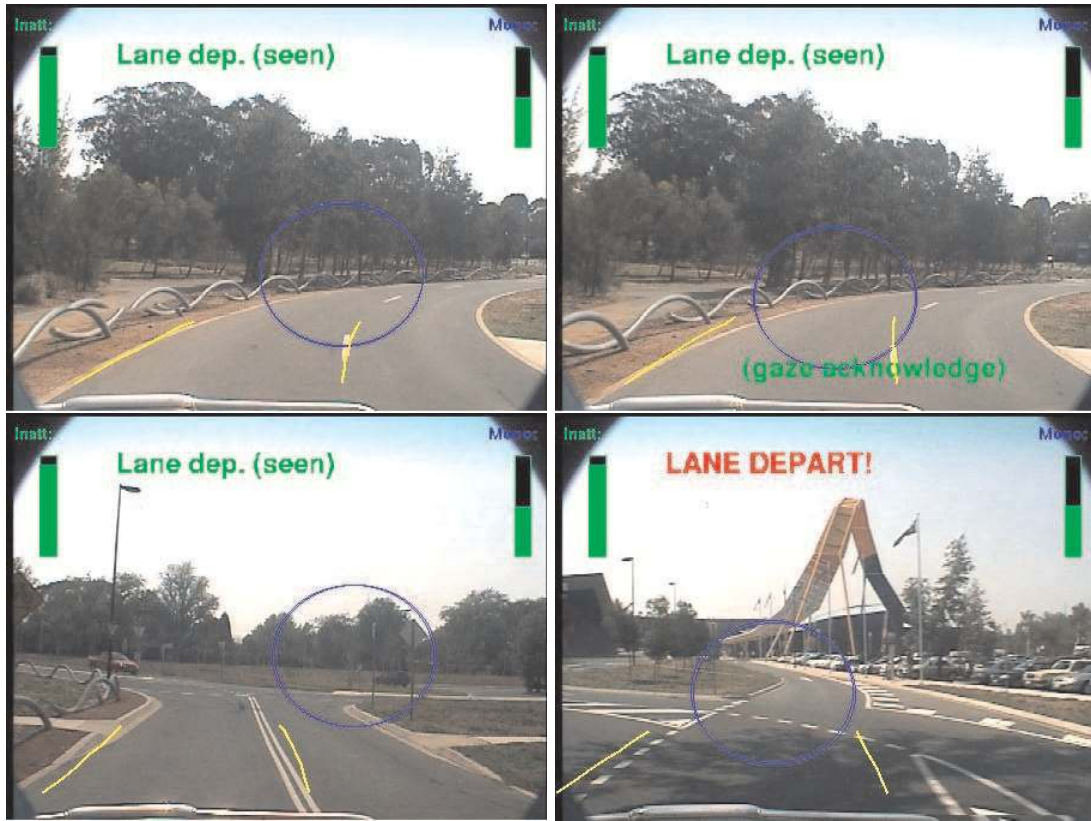 Inatt:
Mono:
Lane dep. (seen)
Inatt:
Mono:
Lane dep. (seen)
(gaze acknowledge)
Inatt:
Mono:
Lane dep. (seen)
Inatt:
Mono:
LANE DEPART!